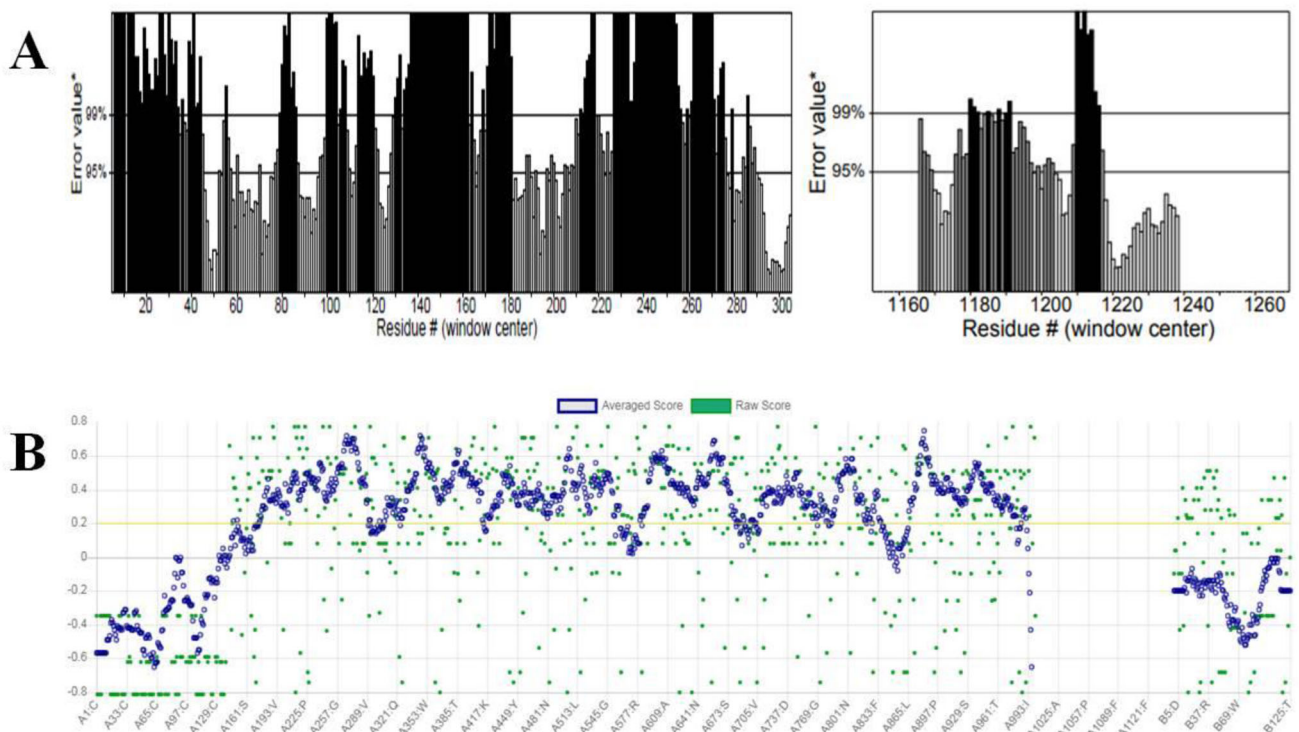 A
Error value*
99%
95%
20 40 60 80 100 120 140 160 180 200 220 240 260 280 300
Residue # (window center)
Error value*
99%
95%
1160 1180 1200 1220 1240 1260
Residue # (window center)
B
Averaged Score Raw Score
0.8
0.6
0.4
0.2
0
-0.2
-0.4
-0.6
-0.8
A1:C A33:C A65:C A97:C A129:C A161:S A193:V A225:P A257:G A289:V A321:Q A353:W A385:T A417:K A449:Y A481:N A513:L A545:G A577:R A609:A A641:N A673:S A705:V A737:D A769:G A801:N A833:F A865:L A897:P A929:S A961:T A993:I A1025:A A1057:P A1089:F A1121:F B5:D B37:R B69:W B125:T